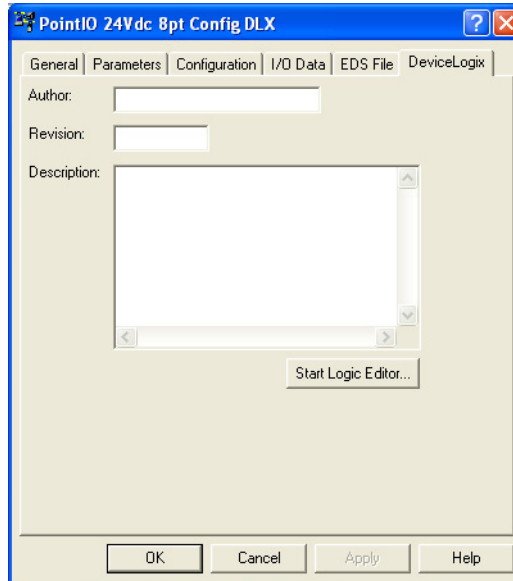 PointIO 24Vdc 8pt Config DLX
General Parameters Configuration I/O Data EDS File DeviceLogix
Author:
Revision:
Description:
Start Logic Editor...
OK Cancel Apply Help